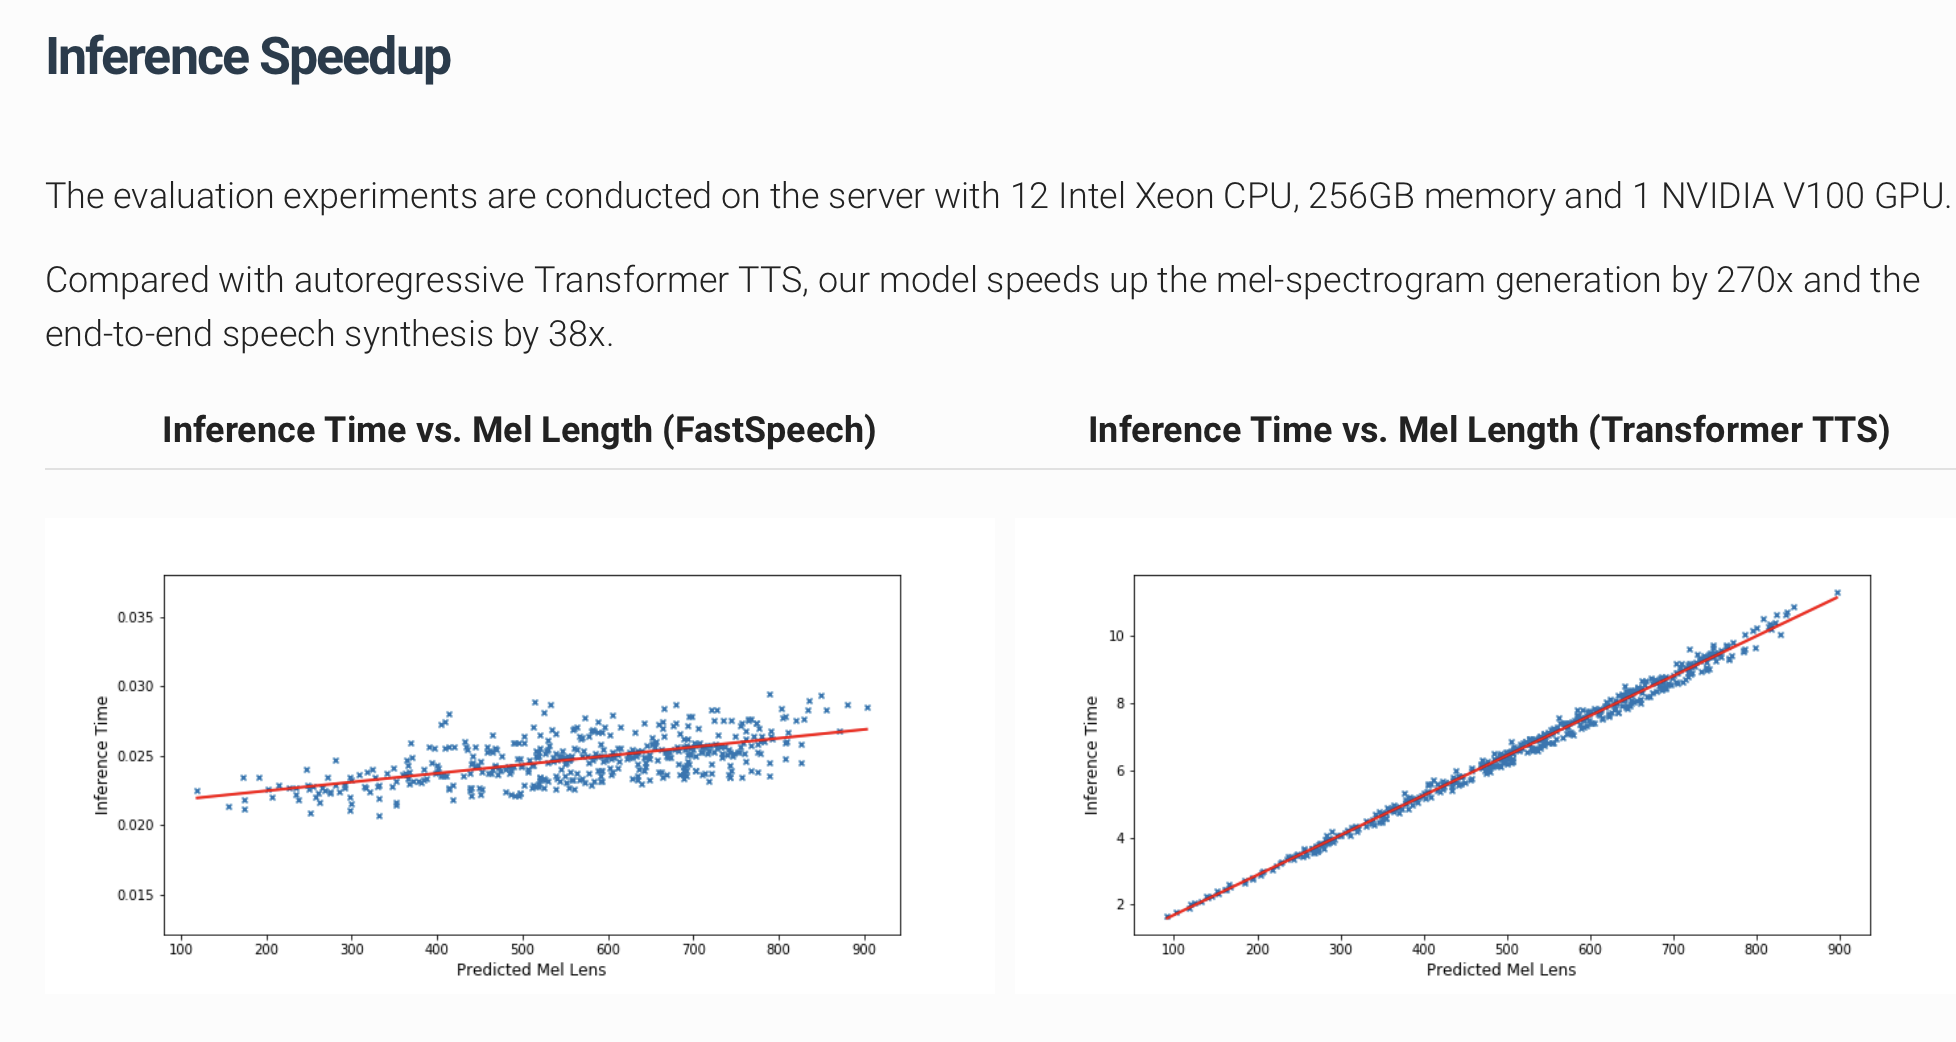 Inference Speedup
The evaluation experiments are conducted on the server with 12 Intel Xeon CPU, 256GB memory and 1 NVIDIA V100 GPU.
Compared with autoregressive Transformer TTS, our model speeds up the mel-spectrogram generation by 270x and the
end-to-end speech synthesis by 38x.
Inference Time vs. Mel Length (FastSpeech)
Inference Time vs. Mel Length (Transformer TTS)
Inference Time
0.035
0.030
0.025
0.020
0.015
100 200 300 400 500 600 700 800 900
Predicted Mel Lens
Inference Time
10
8
6
4
2
100 200 300 400 500 600 700 800 900
Predicted Mel Lens